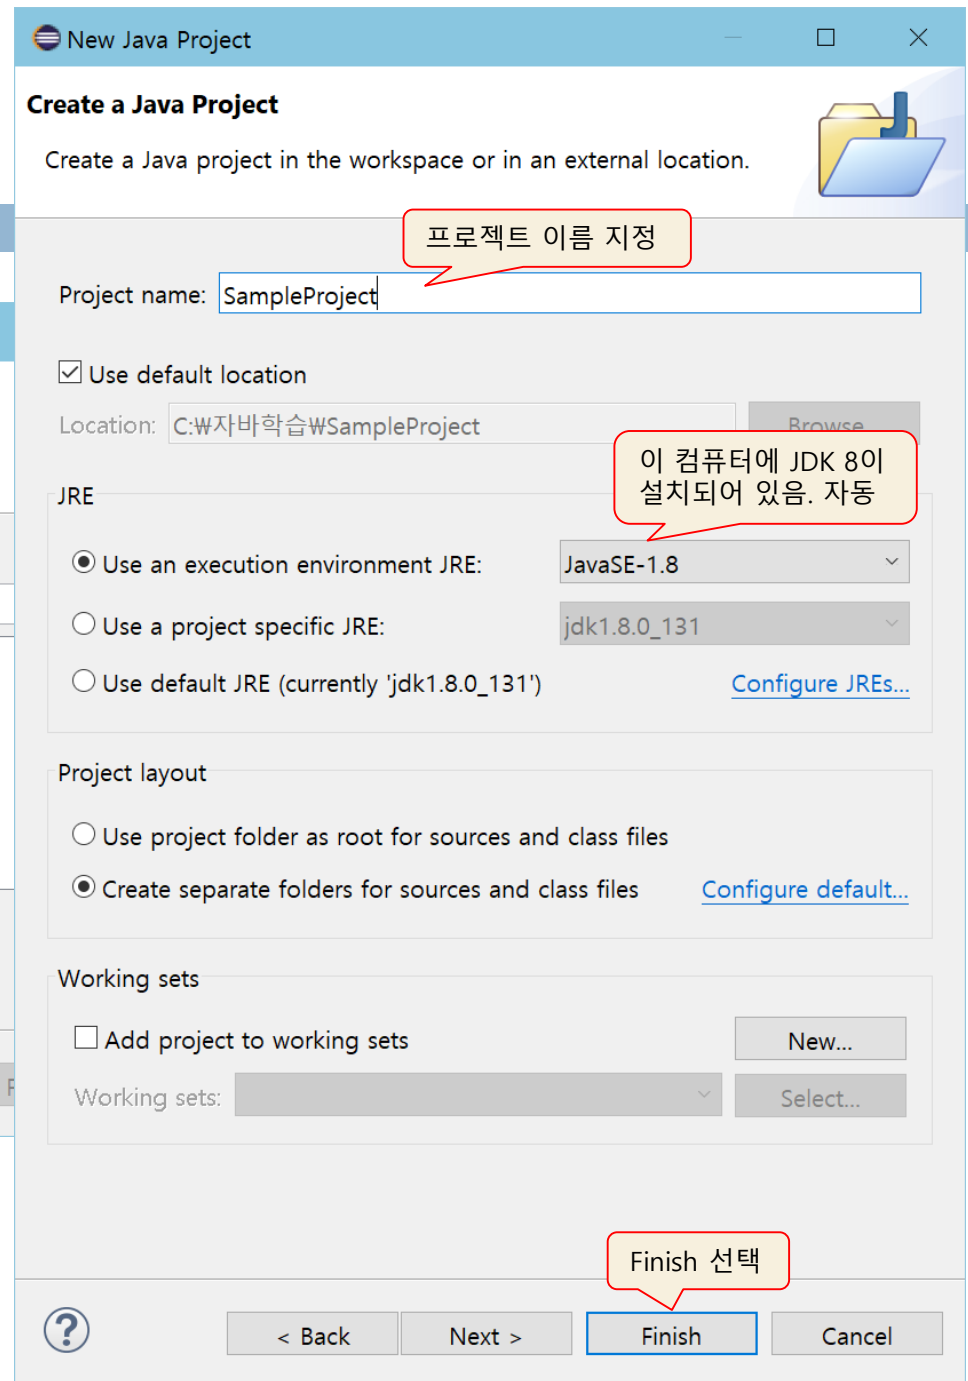 New Java Project
Create a Java Project
Create a Java project in the workspace or in an external location.
프로젝트 이름 지정
Project name: SampleProject
Use default location
Location: C:₩자바학습₩SampleProject
Browse...
이 컴퓨터에 JDK 8이
설치되어 있음. 자동
JRE
Use an execution environment JRE: JavaSE-1.8
Use a project specific JRE: jdk1.8.0_131
Use default JRE (currently 'jdk1.8.0_131') Configure JREs...
Project layout
Use project folder as root for sources and class files
Create separate folders for sources and class files Configure default...
Working sets
Add project to working sets New...
Working sets: Select...
Finish 선택
? < Back Next > Finish Cancel